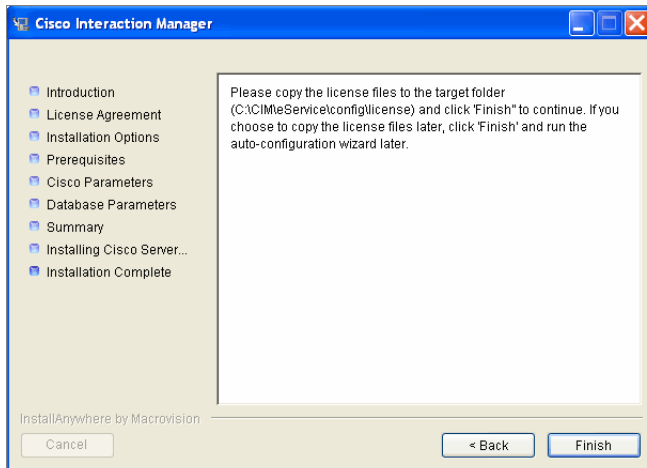 Cisco Interaction Manager
Introduction
License Agreement
Installation Options
Prerequisites
Cisco Parameters
Database Parameters
Summary
Installing Cisco Server...
Installation Complete
Please copy the license files to the target folder
(C:\CIM\eService\config\license) and click 'Finish" to continue. If you
choose to copy the license files later, click 'Finish' and run the
auto-configuration wizard later.
InstallAnywhere by Macrovision
Cancel
< Back
Finish